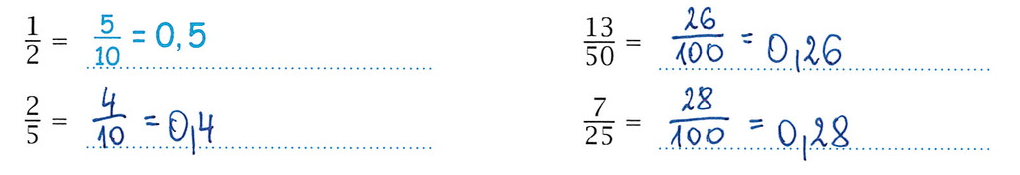 1/2 = 5/10 = 0,5
13/50 = 26/100 = 0,26
2/5 = 4/10 = 0,4
7/25 = 28/100 = 0,28